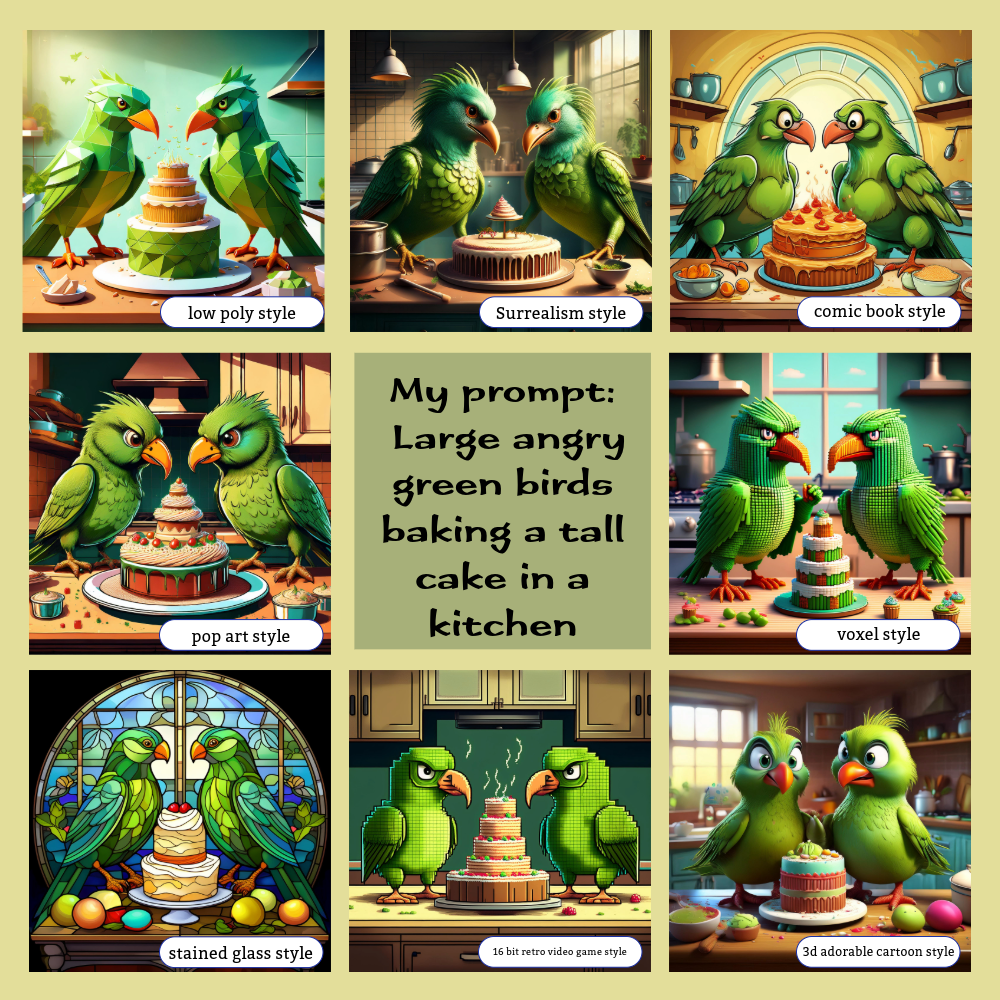 low poly style
Surrealism style
comic book style
pop art style
My prompt:
Large angry
green birds
baking a tall
cake in a
kitchen
voxel style
stained glass style
16 bit retro video game style
3d adorable cartoon style